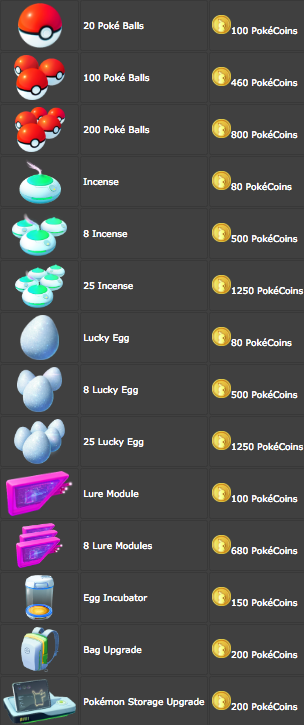 20 Poké Balls
100 PokéCoins
100 Poké Balls
460 PokéCoins
200 Poké Balls
800 PokéCoins
Incense
80 PokéCoins
8 Incense
500 PokéCoins
25 Incense
1250 PokéCoins
Lucky Egg
80 PokéCoins
8 Lucky Egg
500 PokéCoins
25 Lucky Egg
1250 PokéCoins
Lure Module
100 PokéCoins
8 Lure Modules
680 PokéCoins
Egg Incubator
150 PokéCoins
Bag Upgrade
200 PokéCoins
Pokémon Storage Upgrade
200 PokéCoins